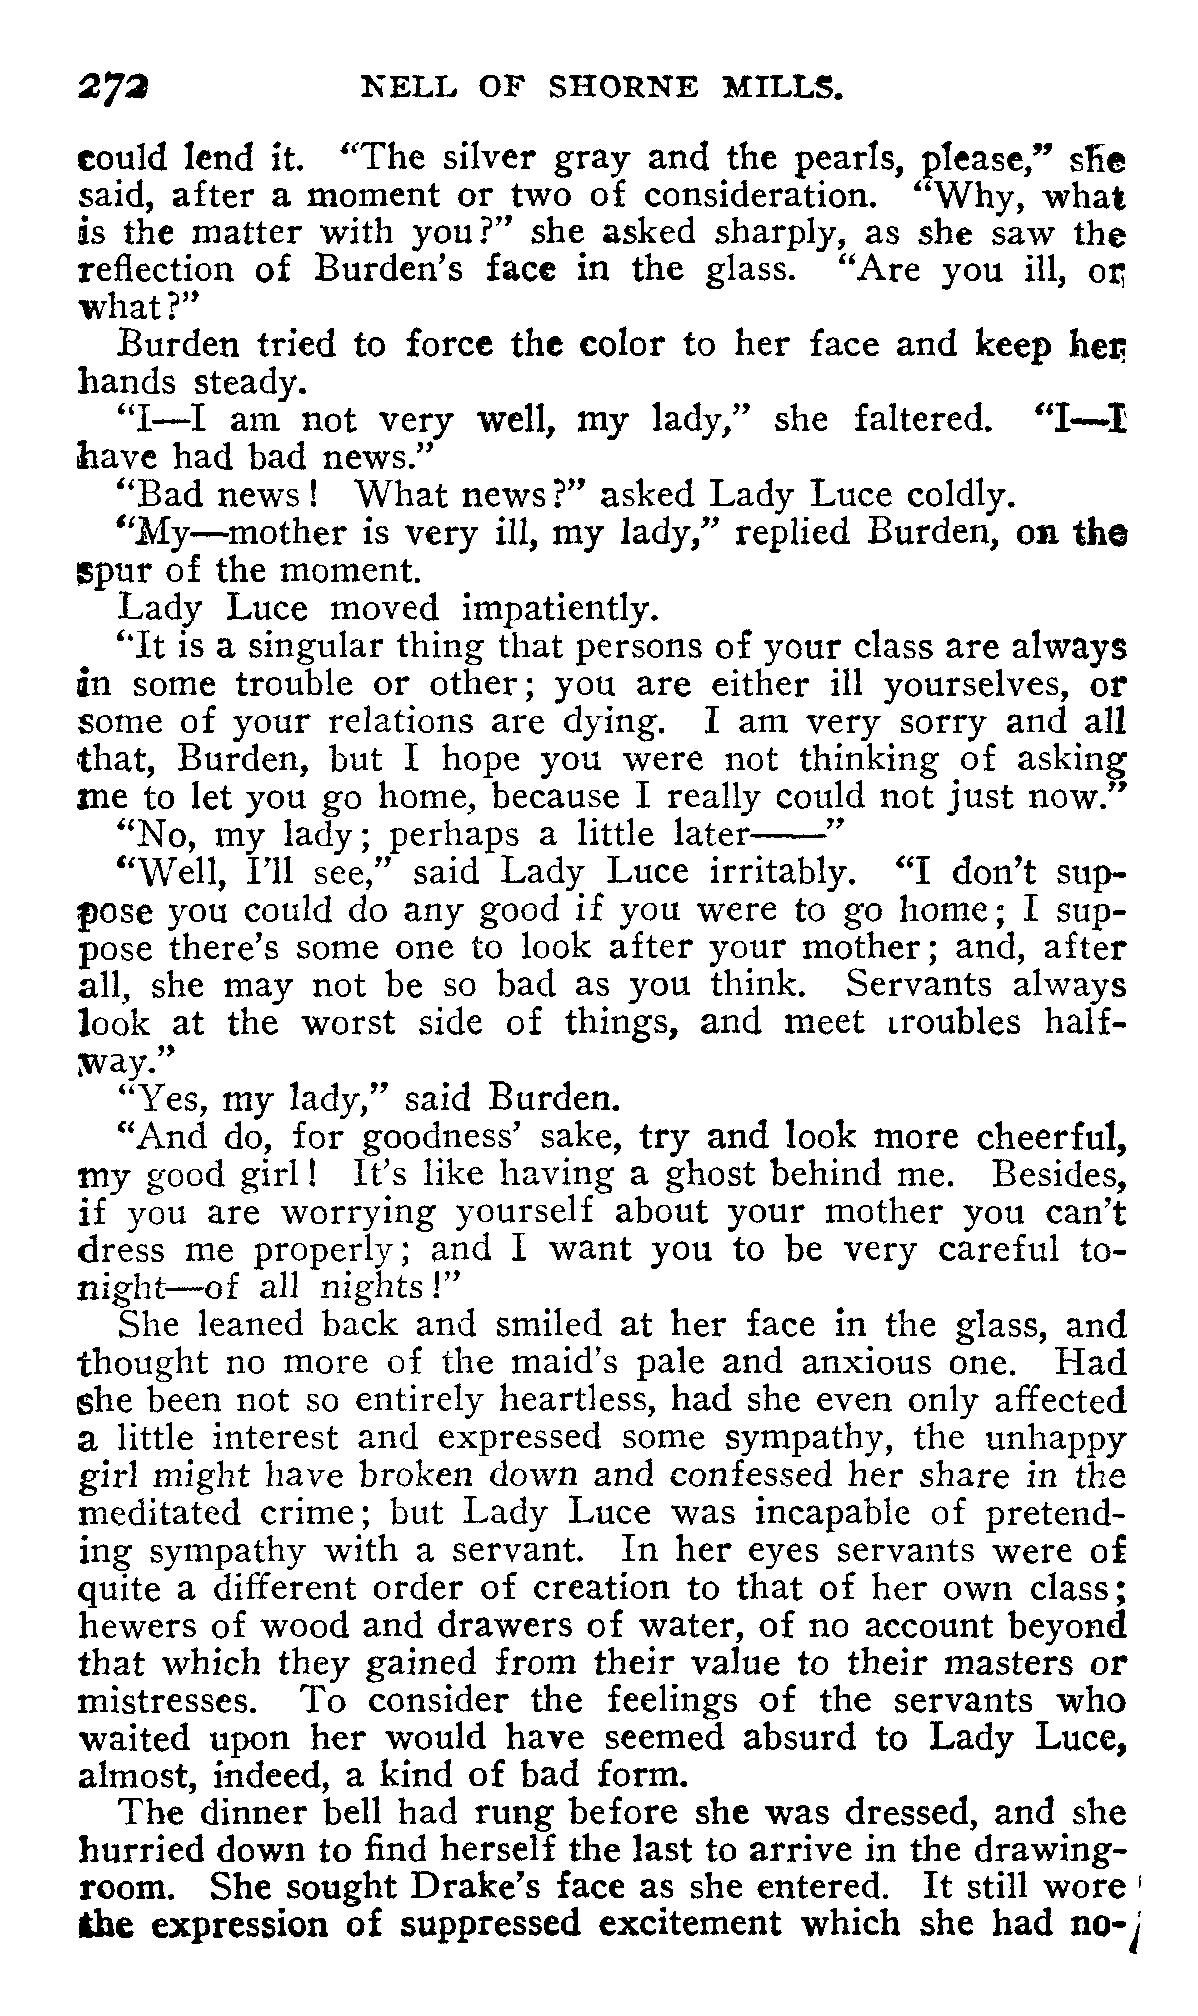 272 NELL OF SHORNE MILLS.
could lend it. “The silver gray and the pearls, please,” she
said, after a moment or two of consideration. “Why, what
is the matter with you?” she asked sharply, as she saw the
reflection of Burden's face in the glass. “Are you ill, or
what?”
Burden tried to force the color to her face and keep her
hands steady.
“I—I am not very well, my lady,” she faltered. “I—I
have had bad news.”
“Bad news! What news?” asked Lady Luce coldly.
“My—mother is very ill, my lady,” replied Burden, on the
spur of the moment.
Lady Luce moved impatiently.
“It is a singular thing that persons of your class are always
in some trouble or other; you are either ill yourselves, or
some of your relations are dying. I am very sorry and all
that, Burden, but I hope you were not thinking of asking
me to let you go home, because I really could not just now.”
“No, my lady; perhaps a little later——”
“Well, I'll see,” said Lady Luce irritably. “I don't sup-
pose you could do any good if you were to go home; I sup-
pose there's some one to look after your mother; and, after
all, she may not be so bad as you think. Servants always
look at the worst side of things, and meet troubles half-
way.”
“Yes, my lady,” said Burden.
“And do, for goodness' sake, try and look more cheerful,
my good girl! It's like having a ghost behind me. Besides,
if you are worrying yourself about your mother you can't
dress me properly; and I want you to be very careful to-
night—of all nights!”
She leaned back and smiled at her face in the glass, and
thought no more of the maid's pale and anxious one. Had
she been not so entirely heartless, had she even only affected
a little interest and expressed some sympathy, the unhappy
girl might have broken down and confessed her share in the
meditated crime; but Lady Luce was incapable of pretend-
ing sympathy with a servant. In her eyes servants were of
quite a different order of creation to that of her own class;
hewers of wood and drawers of water, of no account beyond
that which they gained from their value to their masters or
mistresses. To consider the feelings of the servants who
waited upon her would have seemed absurd to Lady Luce,
almost, indeed, a kind of bad form.
The dinner bell had rung before she was dressed, and she
hurried down to find herself the last to arrive in the drawing-
room. She sought Drake's face as she entered. It still wore
the expression of suppressed excitement which she had no-